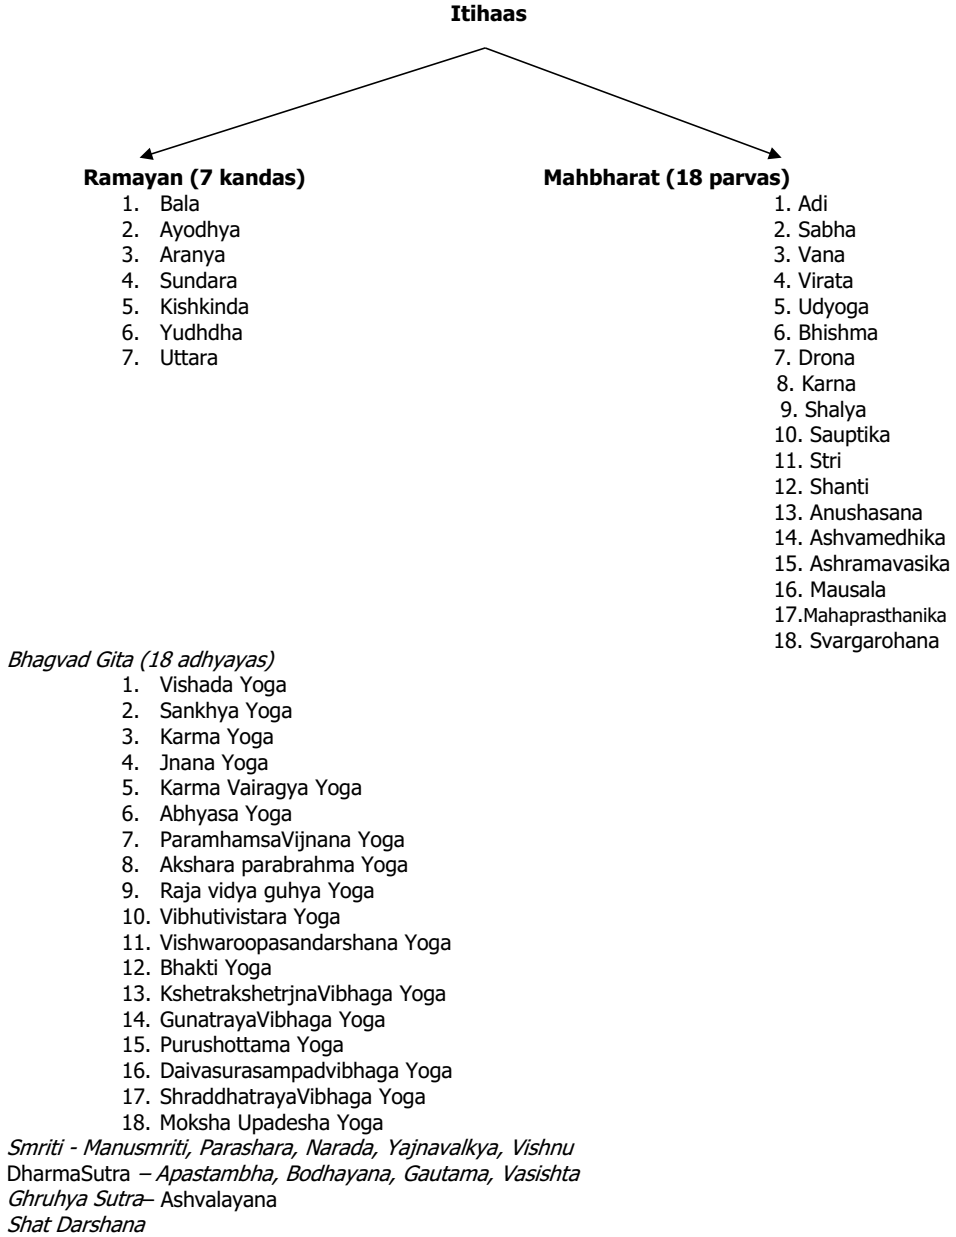 Itihaas
Ramayan (7 kandas)
1. Bala
2. Ayodhya
3. Aranya
4. Sundara
5. Kishkinda
6. Yudhdha
7. Uttara
Mahbharat (18 parvas)
1. Adi
2. Sabha
3. Vana
4. Virata
5. Udyoga
6. Bhishma
7. Drona
8. Karna
9. Shalya
10. Sauptika
11. Stri
12. Shanti
13. Anushasana
14. Ashvamedhika
15. Ashramavasika
16. Mausala
17.Mahaprasthanika
18. Svargarohana
Bhagvad Gita (18 adhyayas)
1. Vishada Yoga
2. Sankhya Yoga
3. Karma Yoga
4. Jnana Yoga
5. Karma Vairagya Yoga
6. Abhyasa Yoga
7. ParamhamsaVijnana Yoga
8. Akshara parabrahma Yoga
9. Raja vidya guhya Yoga
10. Vibhutivistara Yoga
11. Vishwaroopasandarshana Yoga
12. Bhakti Yoga
13. KshetrakshetrjnaVibhaga Yoga
14. GunatrayaVibhaga Yoga
15. Purushottama Yoga
16. Daivasurasampadvibhaga Yoga
17. ShraddhatrayaVibhaga Yoga
18. Moksha Upadesha Yoga
Smriti - Manusmriti, Parashara, Narada, Yajnavalkya, Vishnu
DharmaSutra – Apastambha, Bodhayana, Gautama, Vasishta
Ghruhya Sutra– Ashvalayana
Shat Darshana